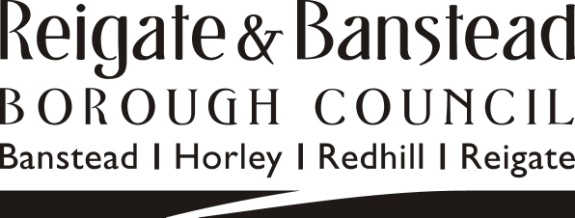 Reigate & Banstead
BOROUGH COUNCIL
Banstead I Horley I Redhill I Reigate